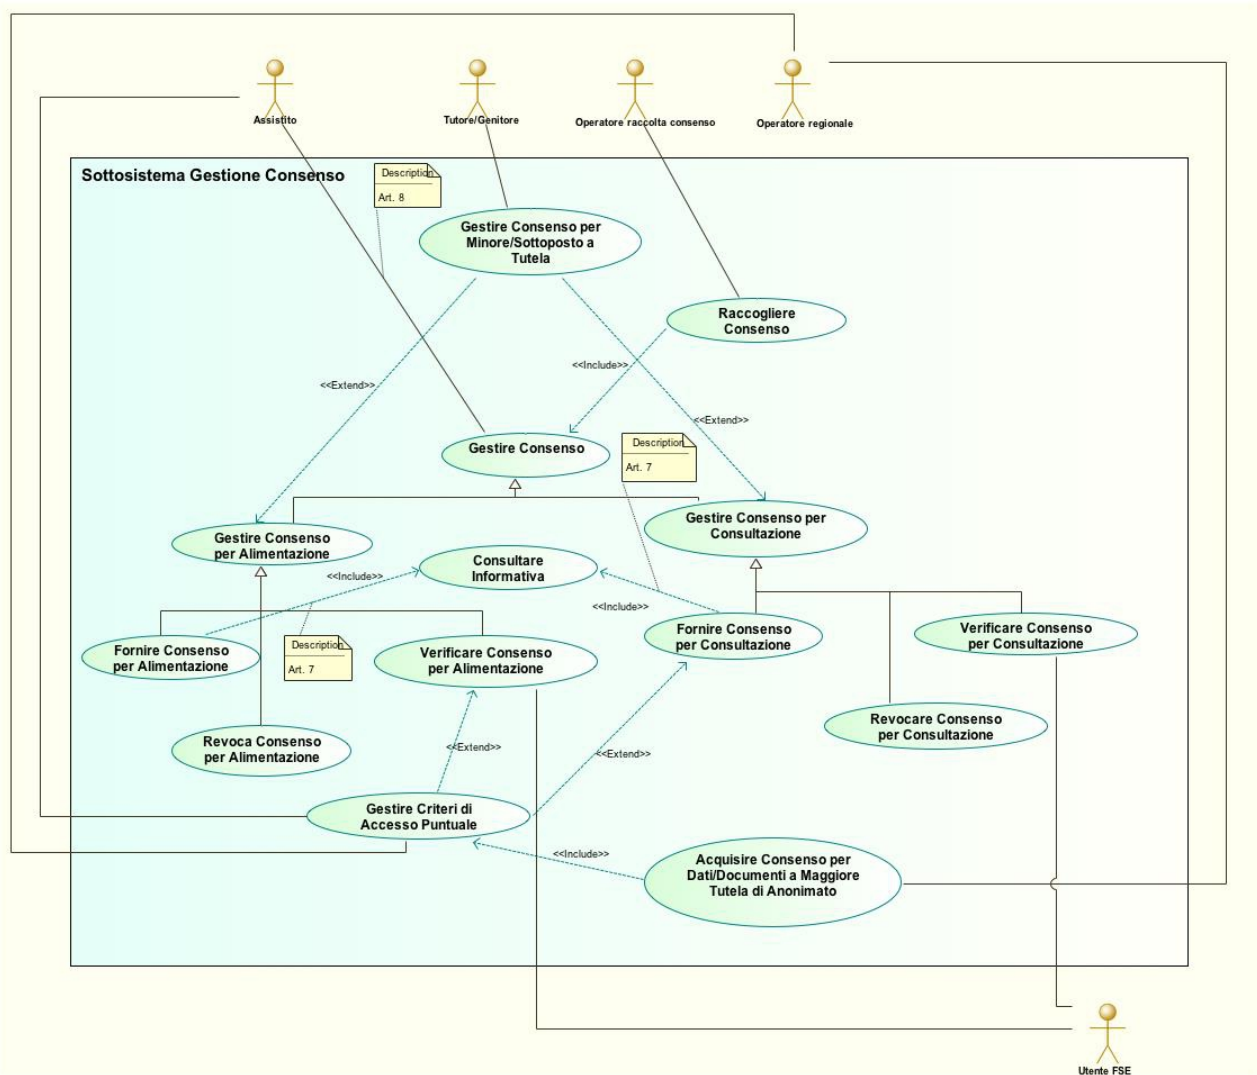 Assistito
Tutore/Genitore
Operatore raccolta consenso
Operatore regionale
Sottosistema Gestione Consenso
Description
Art. 8
Gestire Consenso per
Minore/Sottoposto a
Tutela
Raccogliere
Consenso
<<Include>>
<<Extend>>
<<Extend>>
Gestire Consenso
Description
Art. 7
Gestire Consenso per
Consultazione
Gestire Consenso
per Alimentazione
Consultare
Informativa
<<Include>>
<<Include>>
Fornire Consenso
per Alimentazione
Description
Art. 7
Verificare Consenso
per Alimentazione
Fornire Consenso
per Consultazione
Verificare Consenso
per Consultazione
Revoca Consenso
per Alimentazione
Revocare Consenso
per Consultazione
<<Extend>>
<<Extend>>
Gestire Criteri di
Accesso Puntuale
<<Include>>
Acquisire Consenso per
Dati/Documenti a Maggiore
Tutela di Anonimato
Utente FSE